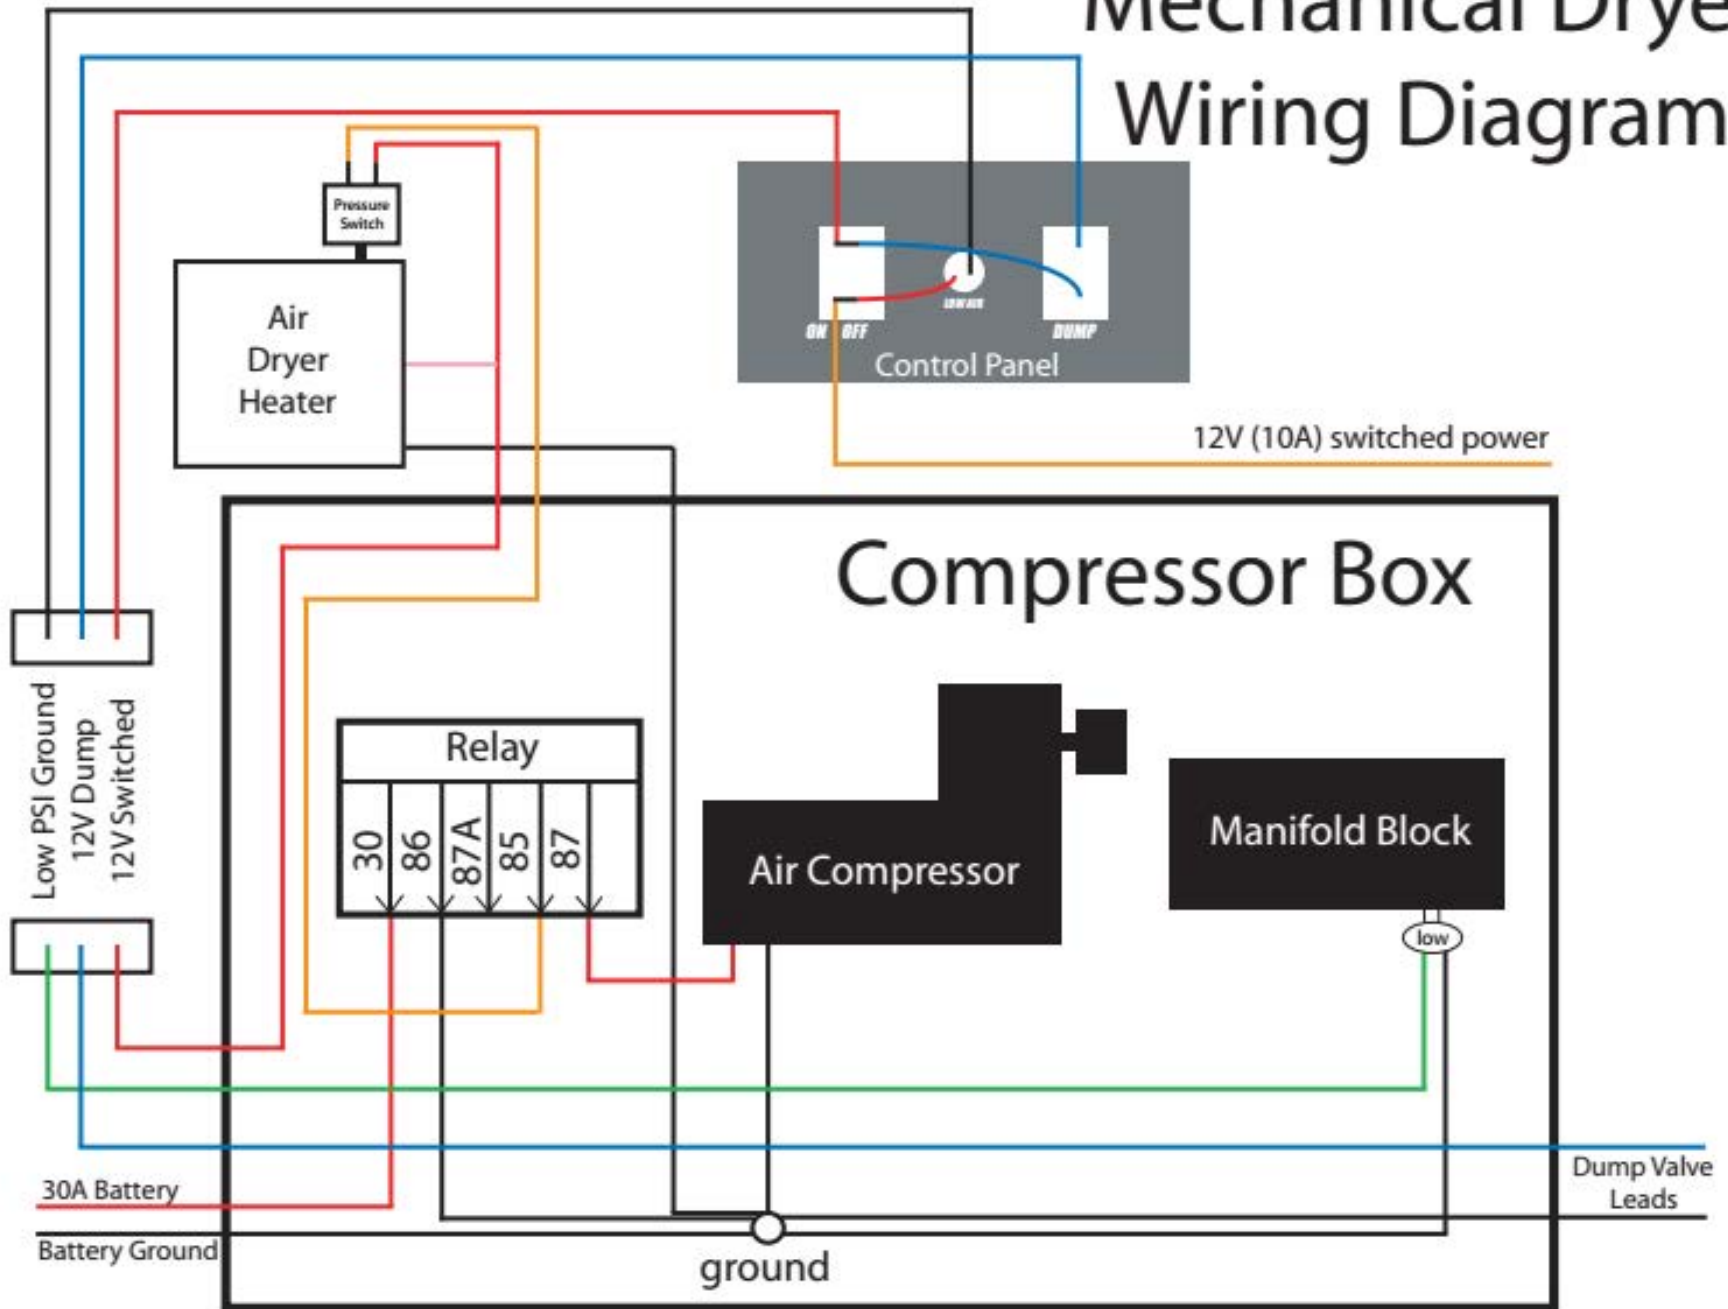 Mechanical Drye
Wiring Diagram
Pressure
Switch
Air
Dryer
Heater
LOW AIR
ON OFF
DUMP
Control Panel
12V (10A) switched power
Compressor Box
Low PSI Ground
12V Dump
12V Switched
Relay
30
86
87A
85
87
Air Compressor
Manifold Block
low
30A Battery
Battery Ground
Dump Valve
Leads
ground